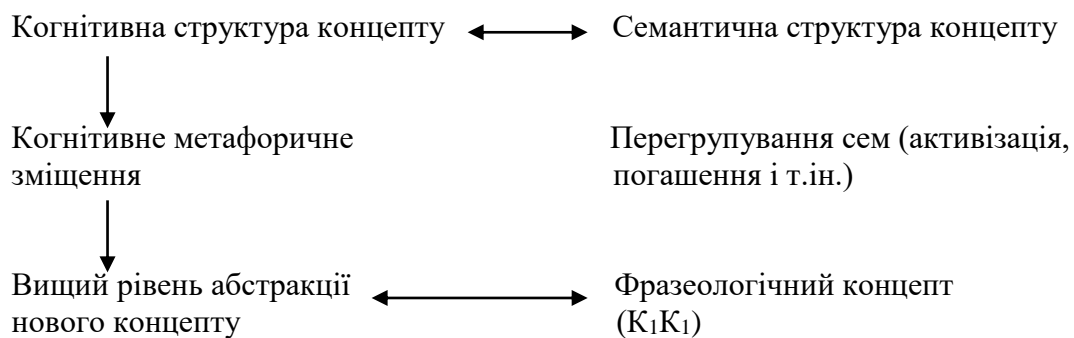 Когнітивна структура концепту Семантична структура концепту
Когнітивне метафоричне Перегрупування сем (активізація,
зміщення погашення і т.ін.)
Вищий рівень абстракції Фразеологічний концепт
нового концепту (К₁К₁)